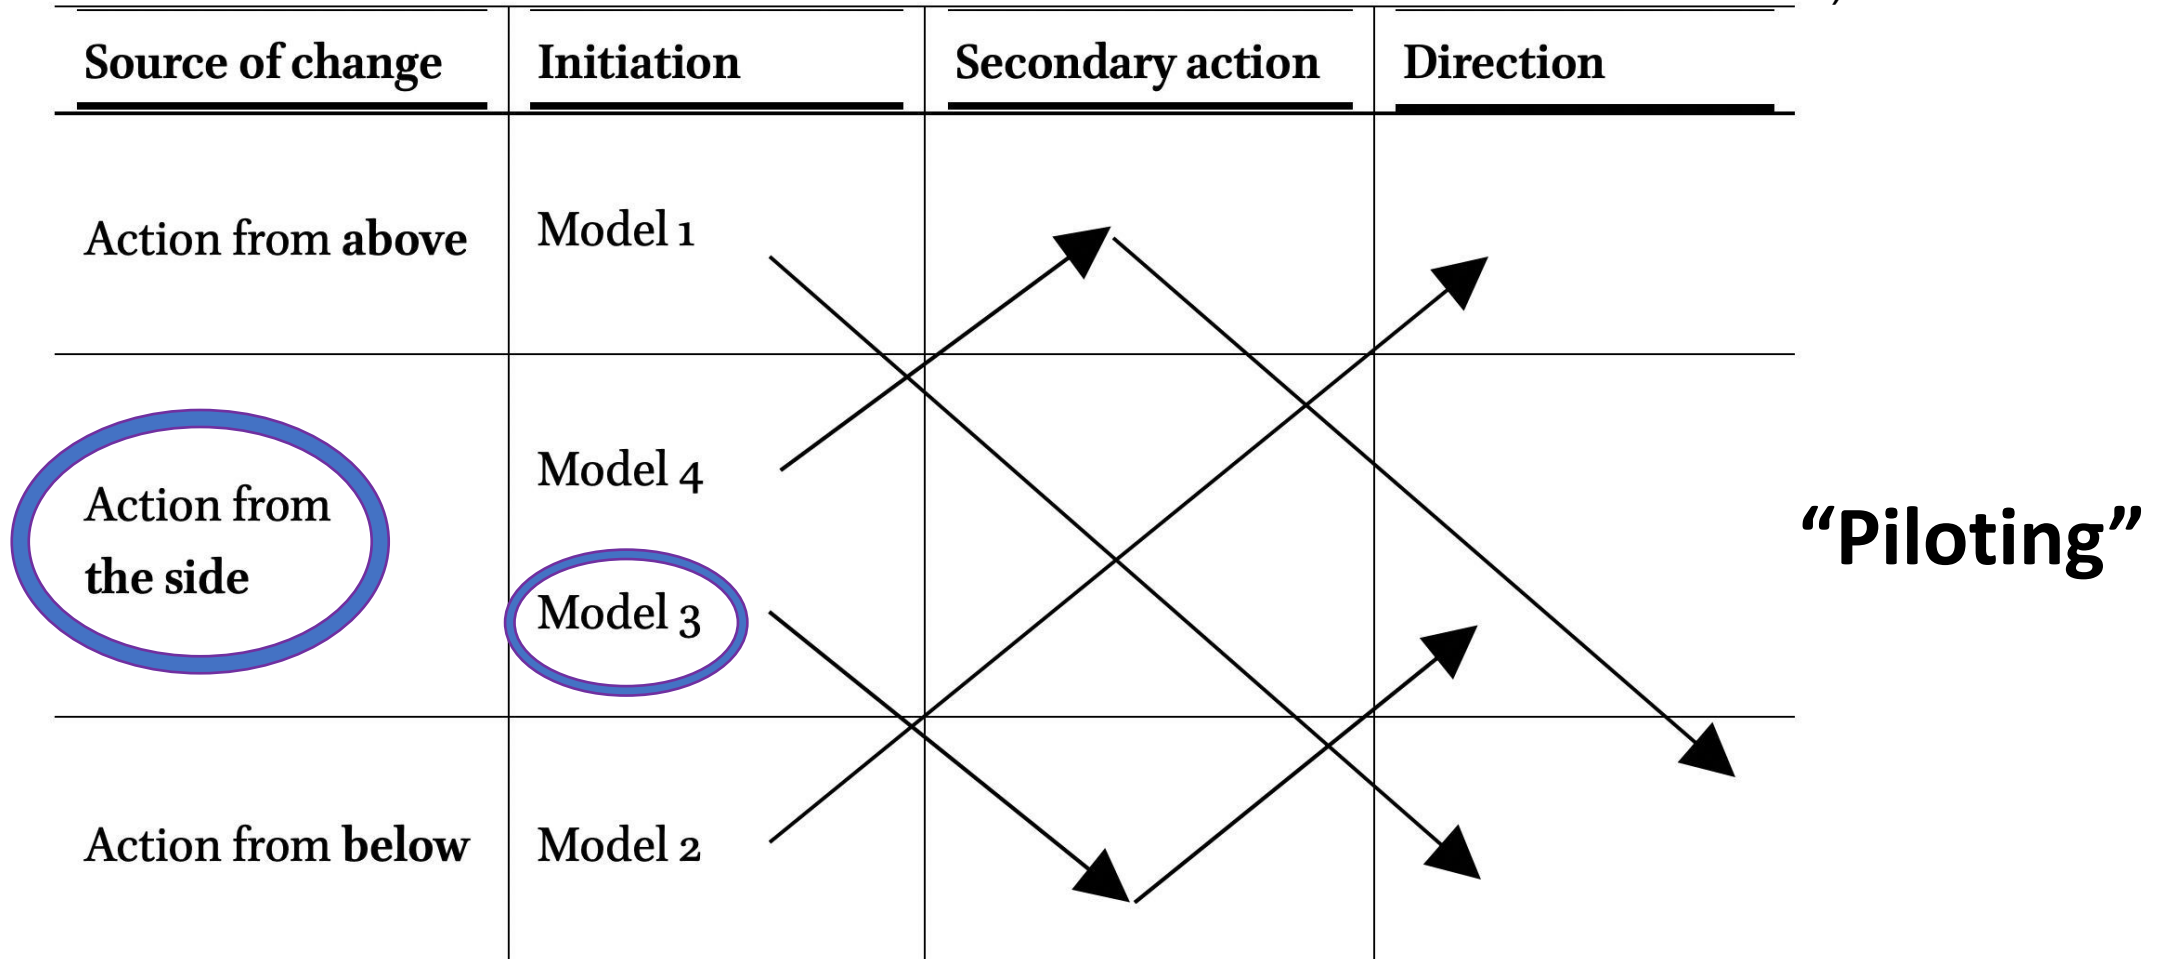 Source of change
Initiation
Secondary action
Direction
Action from above
Model 1
Action from
the side
Model 4
Model 3
“Piloting”
Action from below
Model 2